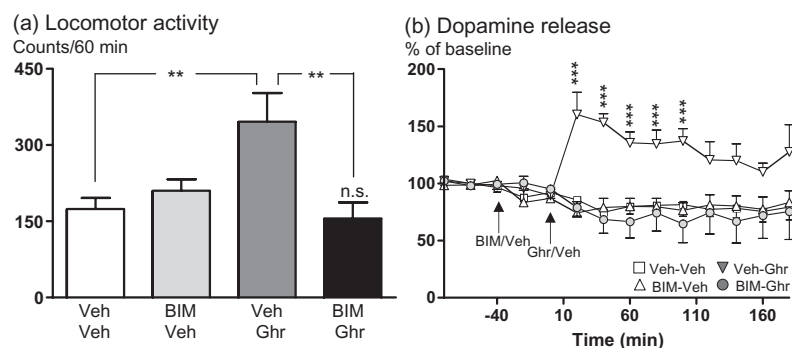 (a) Locomotor activity
Counts/60 min
450
300
150
0
**
**
n.s.
Veh
Veh
BIM
Veh
Veh
Ghr
BIM
Ghr
(b) Dopamine release
% of baseline
200
150
100
50
0
***
***
***
***
***
BIM/Veh
Ghr/Veh
Veh-Veh
Veh-Ghr
BIM-Veh
BIM-Ghr
-40
10
60
110
160
Time (min)